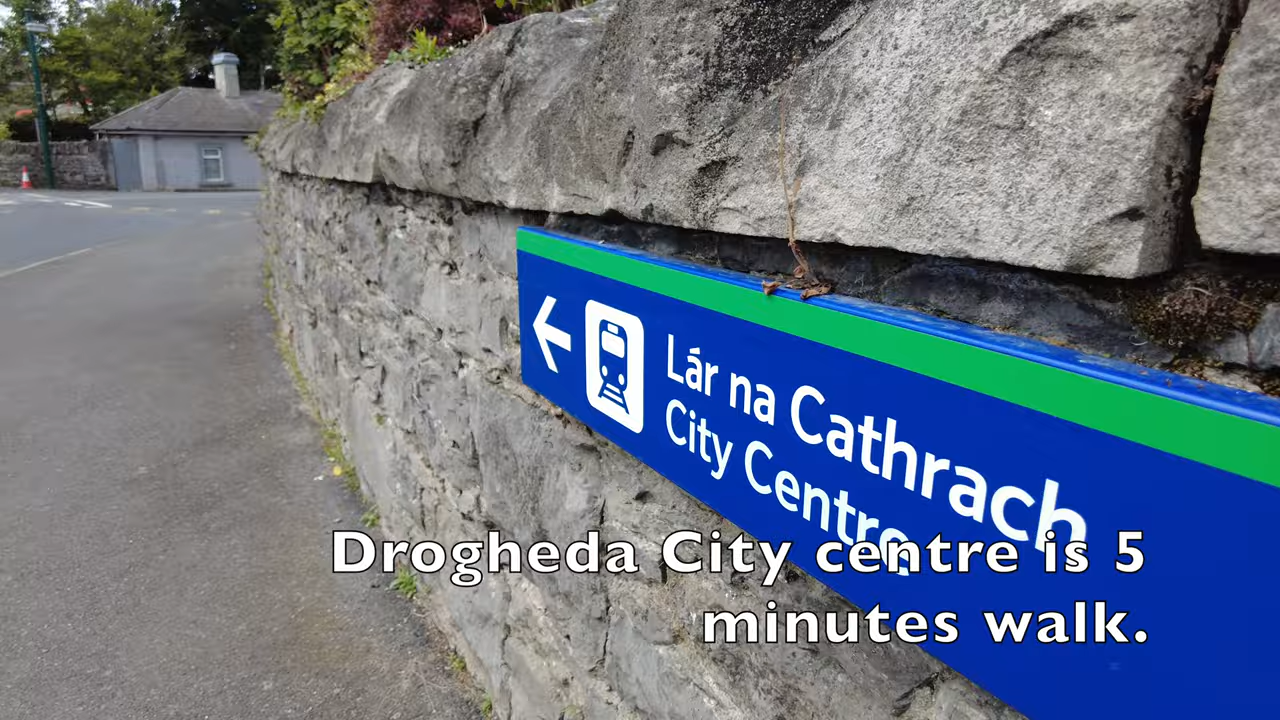 Lár na Cathrach
City Centre
Drogheda City centre is 5
minutes walk.